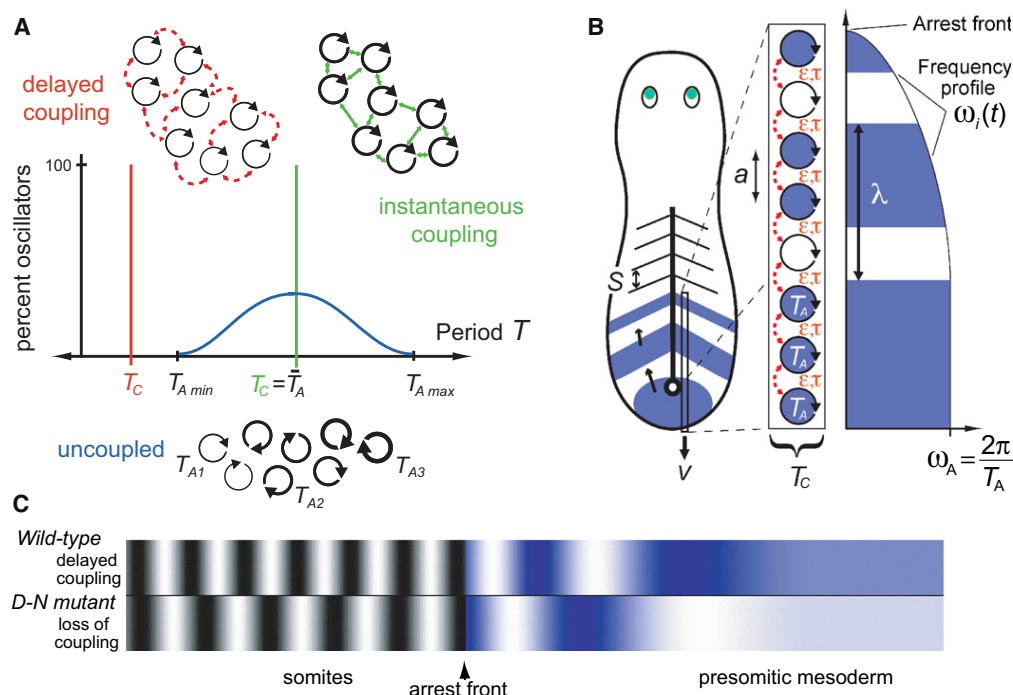 A
delayed
coupling
instantaneous
coupling
100
percent oscillators
Period T
T_C
T_A min
T_C = T̄_A
T_A max
uncoupled
T_A1
T_A2
T_A3
B
S
v
a
ε,τ
ε,τ
ε,τ
ε,τ
ε,τ
T_A
ε,τ
T_A
ε,τ
T_A
T_C
Arrest front
Frequency
profile
ω_i(t)
λ
ω_A = 2π
T_A
C
Wild-type
delayed
coupling
D-N mutant
loss of
coupling
somites
arrest front
presomitic mesoderm